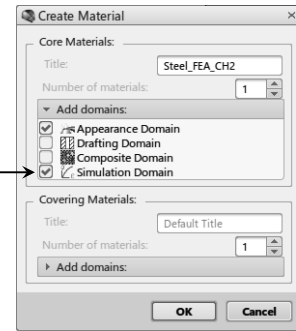 Create Material
Core Materials:
Title: Steel_FEA_CH2
Number of materials: 1
Add domains:
Appearance Domain
Drafting Domain
Composite Domain
Simulation Domain
Covering Materials:
Title: Default Title
Number of materials: 1
Add domains:
OK Cancel